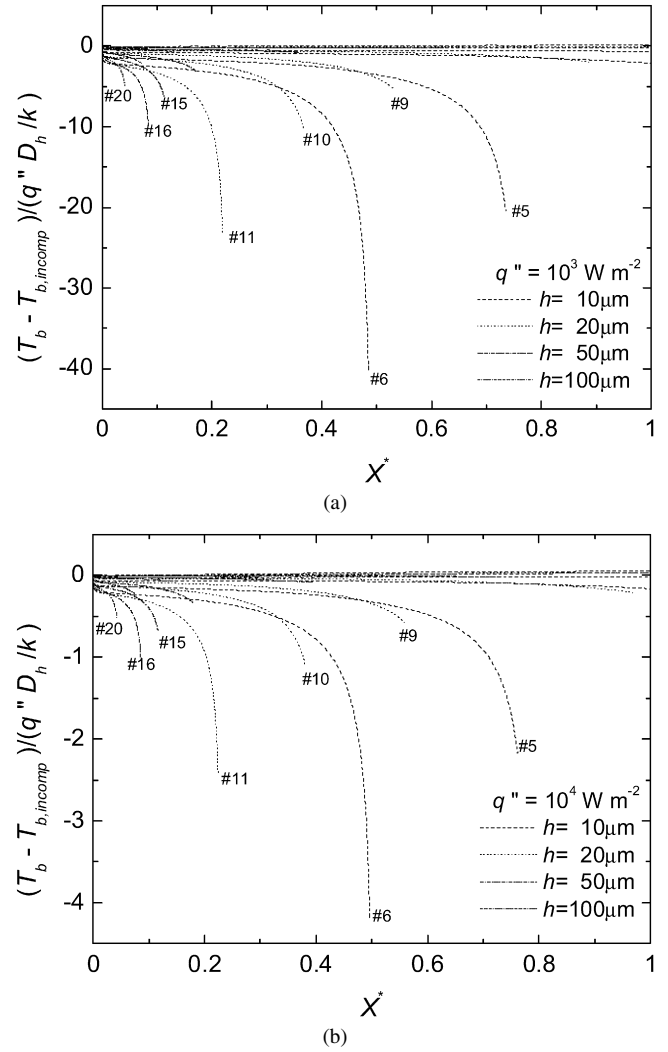 0
-10
-20
-30
-40
(T_b - T_{b,incomp})/(q" D_h /k)
#20
#16
#15
#11
#10
#6
#9
#5
q " = 10^3 W m^{-2}
h= 10μm
h= 20μm
h= 50μm
h=100μm
0 0.2 0.4 0.6 0.8 1
X^*
(a)
0
-1
-2
-3
-4
(T_b - T_{b,incomp})/(q" D_h /k)
#20
#16
#15
#11
#10
#6
#9
#5
q " = 10^4 W m^{-2}
h= 10μm
h= 20μm
h= 50μm
h=100μm
0 0.2 0.4 0.6 0.8 1
X^*
(b)